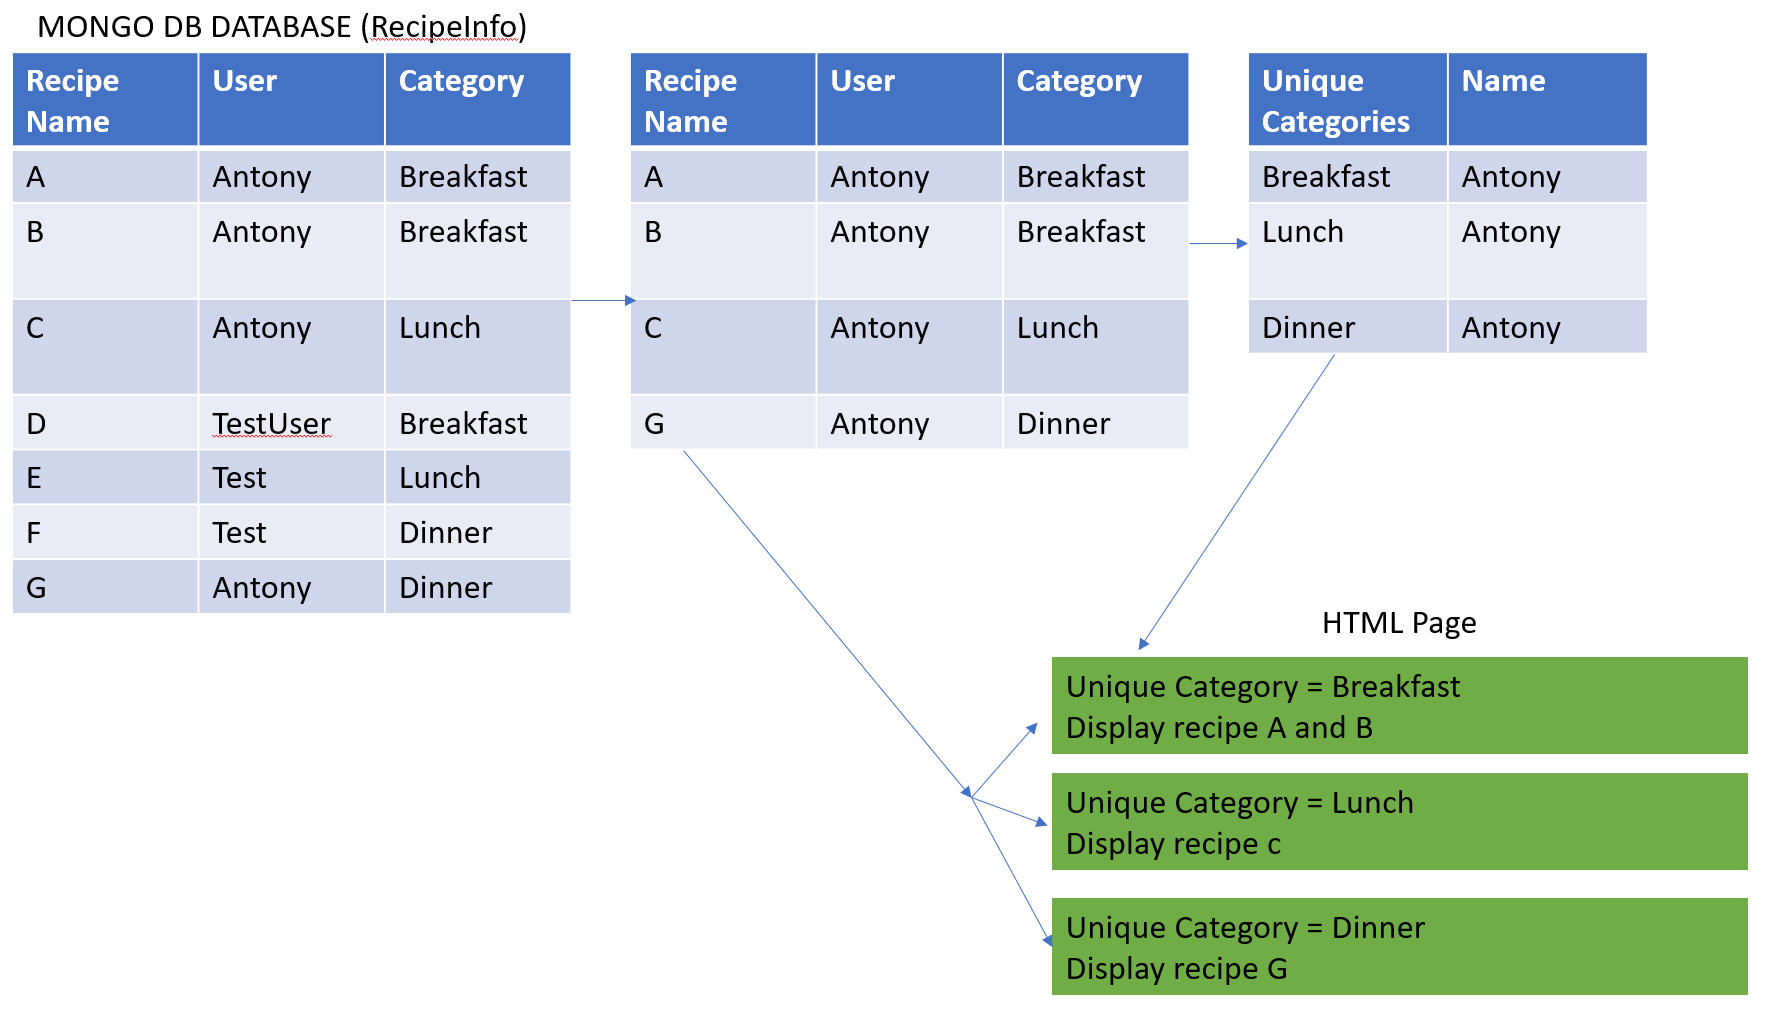 MONGO DB DATABASE (RecipeInfo)
Recipe Name User Category
A Antony Breakfast
B Antony Breakfast
C Antony Lunch
D TestUser Breakfast
E Test Lunch
F Test Dinner
G Antony Dinner
Recipe Name User Category
A Antony Breakfast
B Antony Breakfast
C Antony Lunch
G Antony Dinner
Unique Categories Name
Breakfast Antony
Lunch Antony
Dinner Antony
HTML Page
Unique Category = Breakfast
Display recipe A and B
Unique Category = Lunch
Display recipe c
Unique Category = Dinner
Display recipe G